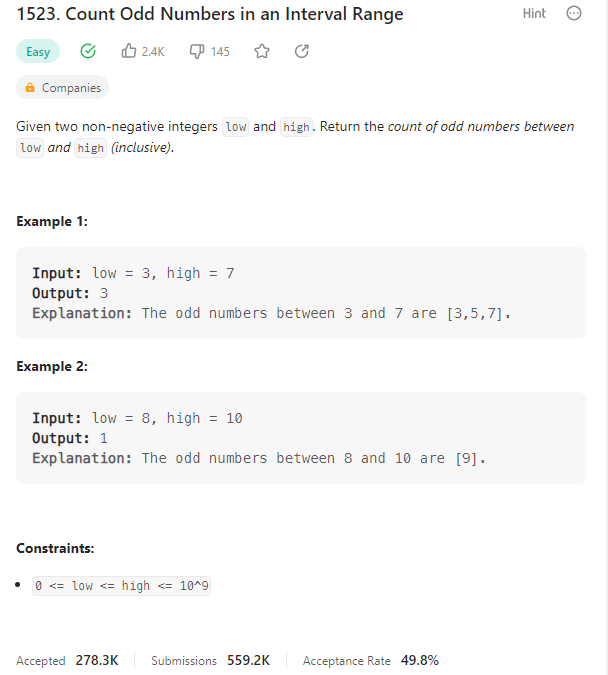 1523. Count Odd Numbers in an Interval Range Hint
Easy 2.4K 145
Companies
Given two non-negative integers low and high. Return the count of odd numbers between
low and high (inclusive).
Example 1:
Input: low = 3, high = 7
Output: 3
Explanation: The odd numbers between 3 and 7 are [3,5,7].
Example 2:
Input: low = 8, high = 10
Output: 1
Explanation: The odd numbers between 8 and 10 are [9].
Constraints:
• 0 <= low <= high <= 10^9
Accepted 278.3K Submissions 559.2K Acceptance Rate 49.8%